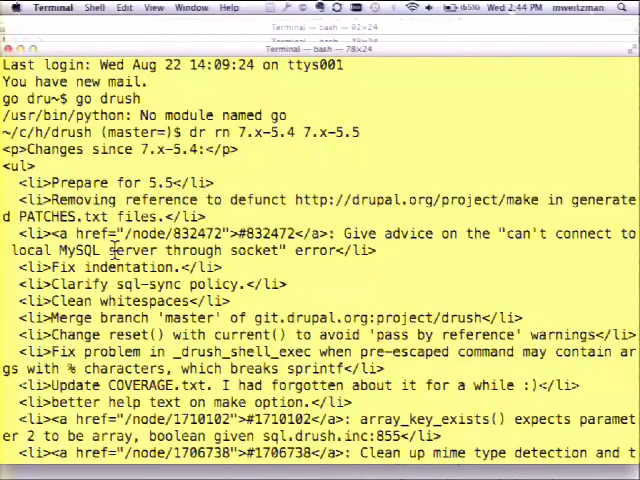 Terminal Shell Edit View Window Help (65%) Wed 2:44 PM mweitzman
Terminal — bash — 92×24
Terminal — bash — 78×24
Last login: Wed Aug 22 14:09:24 on ttys001
You have new mail.
go dru~$ go drush
/usr/bin/python: No module named go
~/c/h/drush (master=)$ dr rn 7.x-5.4 7.x-5.5
<p>Changes since 7.x-5.4:</p>
<ul>
<li>Prepare for 5.5</li>
<li>Removing reference to defunct http://drupal.org/project/make in generate
d PATCHES.txt files.</li>
<li><a href="/node/832472">#832472</a>: Give advice on the "can't connect to
local MySQL server through socket" error</li>
<li>Fix indentation.</li>
<li>Clarify sql-sync policy.</li>
<li>Clean whitespaces</li>
<li>Merge branch 'master' of git.drupal.org:project/drush</li>
<li>Change reset() with current() to avoid 'pass by reference' warnings</li>
<li>Fix problem in _drush_shell_exec when pre-escaped command may contain ar
gs with % characters, which breaks sprintf</li>
<li>Update COVERAGE.txt. I had forgotten about it for a while :)</li>
<li>better help text on make option.</li>
<li><a href="/node/1710102">#1710102</a>: array_key_exists() expects paramet
er 2 to be array, boolean given sql.drush.inc:855</li>
<li><a href="/node/1706738">#1706738</a>: Clean up mime type detection and t